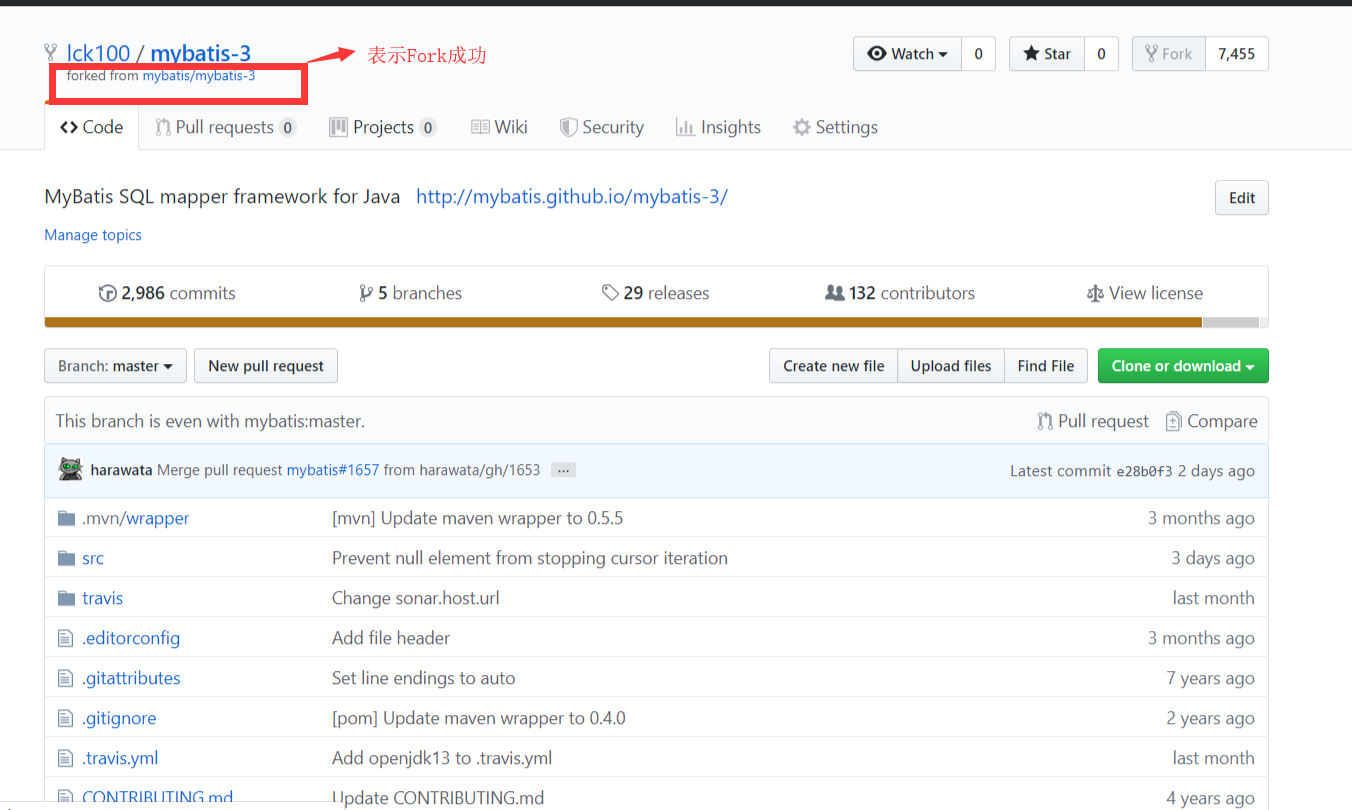 lck100 / mybatis-3
表示Fork成功
Watch 0 Star 0 Fork 7,455
forked from mybatis/mybatis-3
Code Pull requests 0 Projects 0 Wiki Security Insights Settings
MyBatis SQL mapper framework for Java http://mybatis.github.io/mybatis-3/
Edit
Manage topics
2,986 commits 5 branches 29 releases 132 contributors View license
Branch: master New pull request Create new file Upload files Find File Clone or download
This branch is even with mybatis:master. Pull request Compare
harawata Merge pull request mybatis#1657 from harawata/gh/1653 ... Latest commit e28b0f3 2 days ago
.mvn/wrapper [mvn] Update maven wrapper to 0.5.5 3 months ago
src Prevent null element from stopping cursor iteration 3 days ago
travis Change sonar.host.url last month
.editorconfig Add file header 3 months ago
.gitattributes Set line endings to auto 7 years ago
.gitignore [pom] Update maven wrapper to 0.4.0 2 years ago
.travis.yml Add openjdk13 to .travis.yml last month
CONTRIBUTING.md Update CONTRIBUTING.md 4 years ago